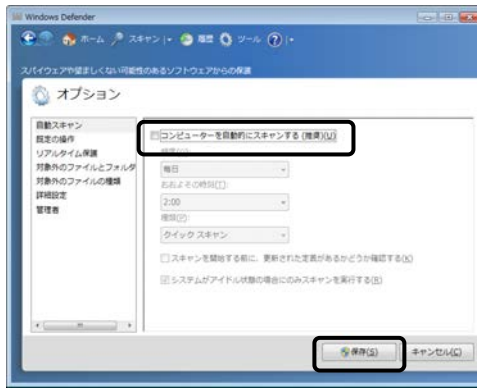 Windows Defender
ホーム スキャン 履歴 ツール
スパイウェアや望ましくない可能性のあるソフトウェアからの保護
オプション
自動スキャン
既定の操作
リアルタイム保護
対象外のファイルとフォルダ
対象外のファイルの種類
詳細設定
管理者
コンピューターを自動的にスキャンする (推奨)(U)
毎日
おおよその時刻(T):
2:00
種類(P):
クイック スキャン
スキャンを開始する前に、更新された定義があるかどうか確認する(K)
システムがアイドル状態の場合にのみスキャンを実行する(R)
保存(S) キャンセル(C)